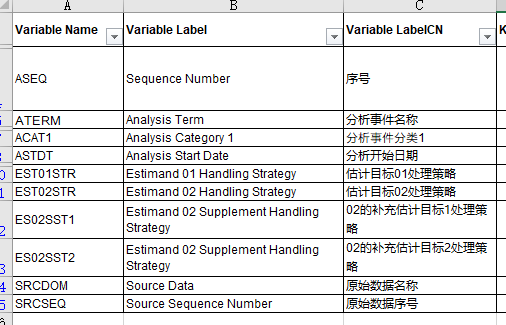 A B C
Variable Name Variable Label Variable LabelCN K
ASEQ Sequence Number 序号
ATERM Analysis Term 分析事件名称
ACAT1 Analysis Category 1 分析事件分类1
ASTDT Analysis Start Date 分析开始日期
EST01STR Estimand 01 Handling Strategy 估计目标01处理策略
EST02STR Estimand 02 Handling Strategy 估计目标02处理策略
ES02SST1 Estimand 02 Supplement Handling 02的补充估计目标1处理策
Strategy 略
ES02SST2 Estimand 02 Supplement Handling 02的补充估计目标2处理策
Strategy 略
SRCDOM Source Data 原始数据名称
SRCSEQ Source Sequence Number 原始数据序号